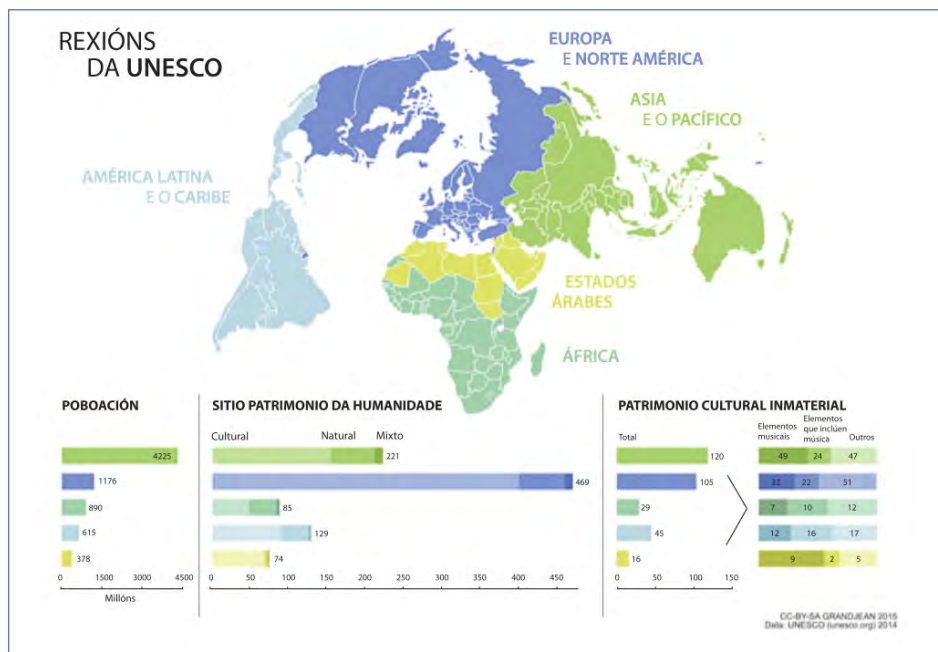 REXIÓNS
DA UNESCO
EUROPA
E NORTE AMÉRICA
ASIA
E O PACÍFICO
AMÉRICA LATINA
E O CARIBE
ESTADOS
ÁRABES
ÁFRICA
POBOACIÓN
4225
1176
890
615
378
0 1500 3000 4500
Millóns
SITIO PATRIMONIO DA HUMANIDADE
Cultural Natural Mixto
221
469
85
129
74
0 50 100 150 200 250 300 350 400 450
PATRIMONIO CULTURAL INMATERIAL
Total
120
105
29
45
16
0 50 100 150
Elementos
musicais
Elementos
que inclúen
música
Outros
49 24 47
32 22 51
7 10 12
12 16 17
9 2 5
CC-BY-SA GRANDJEAN 2015
Data: UNESCO (unesco.org) 2014